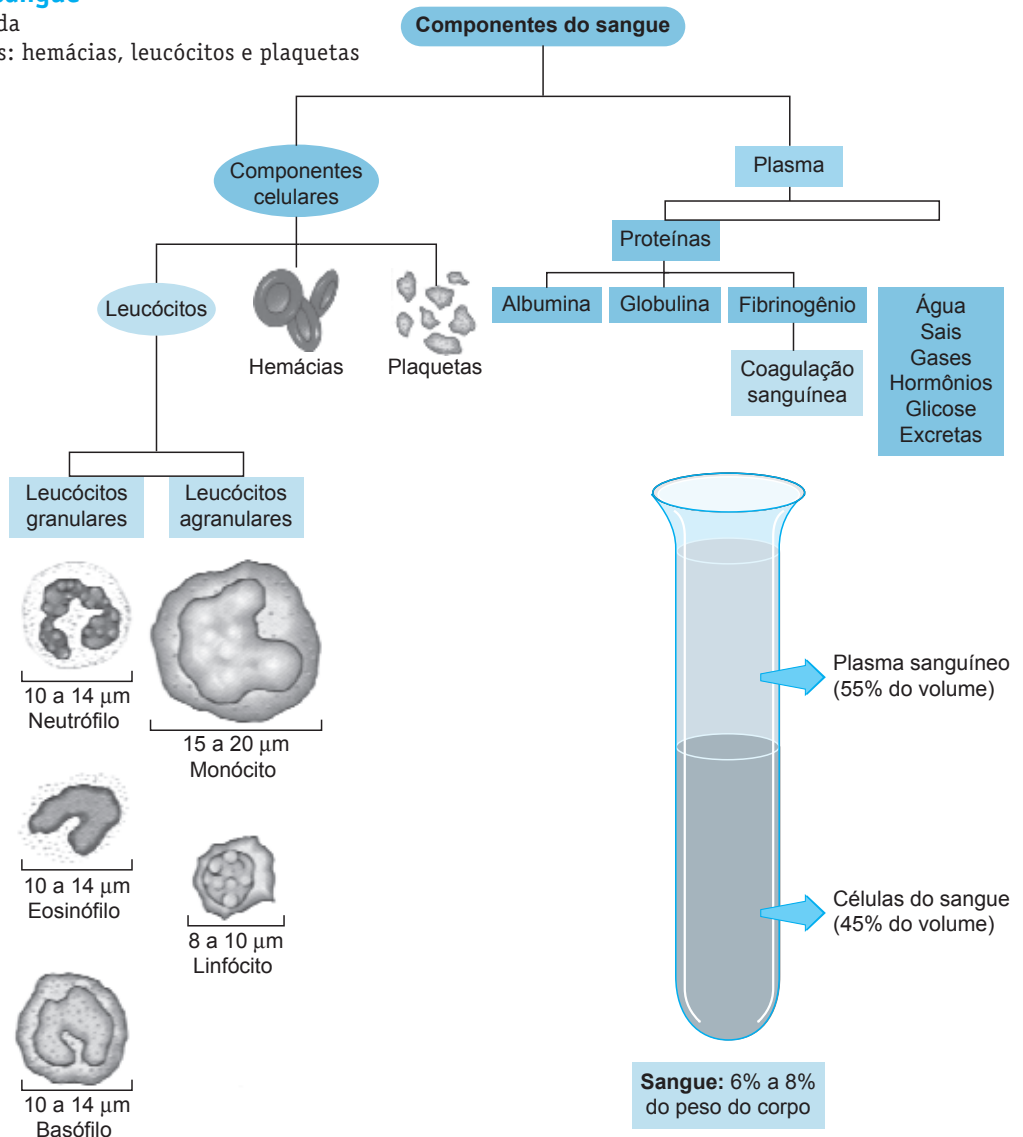 Componentes do sangue
da
s: hemácias, leucócitos e plaquetas
Componentes
celulares
Plasma
Proteínas
Leucócitos
Hemácias
Plaquetas
Albumina
Globulina
Fibrinogênio
Coagulação
sanguínea
Água
Sais
Gases
Hormônios
Glicose
Excretas
Leucócitos
granulares
Leucócitos
agranulares
10 a 14 μm
Neutrófilo
15 a 20 μm
Monócito
10 a 14 μm
Eosinófilo
8 a 10 μm
Linfócito
10 a 14 μm
Basófilo
Plasma sanguíneo
(55% do volume)
Células do sangue
(45% do volume)
Sangue: 6% a 8%
do peso do corpo